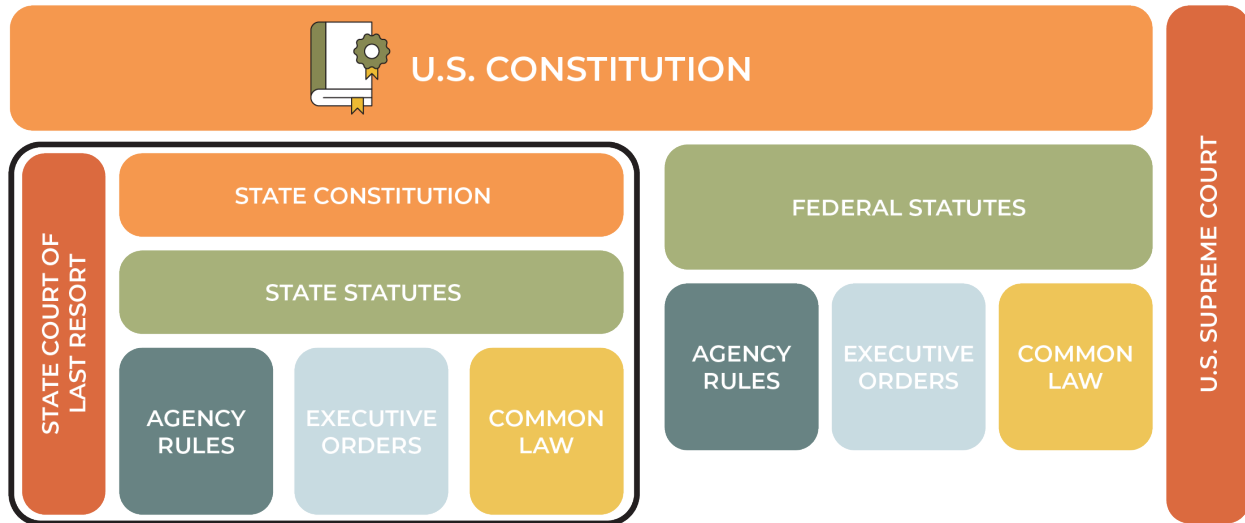 U.S. CONSTITUTION
STATE COURT OF
LAST RESORT
STATE CONSTITUTION
STATE STATUTES
AGENCY
RULES
EXECUTIVE
ORDERS
COMMON
LAW
FEDERAL STATUTES
AGENCY
RULES
EXECUTIVE
ORDERS
COMMON
LAW
U.S. SUPREME COURT